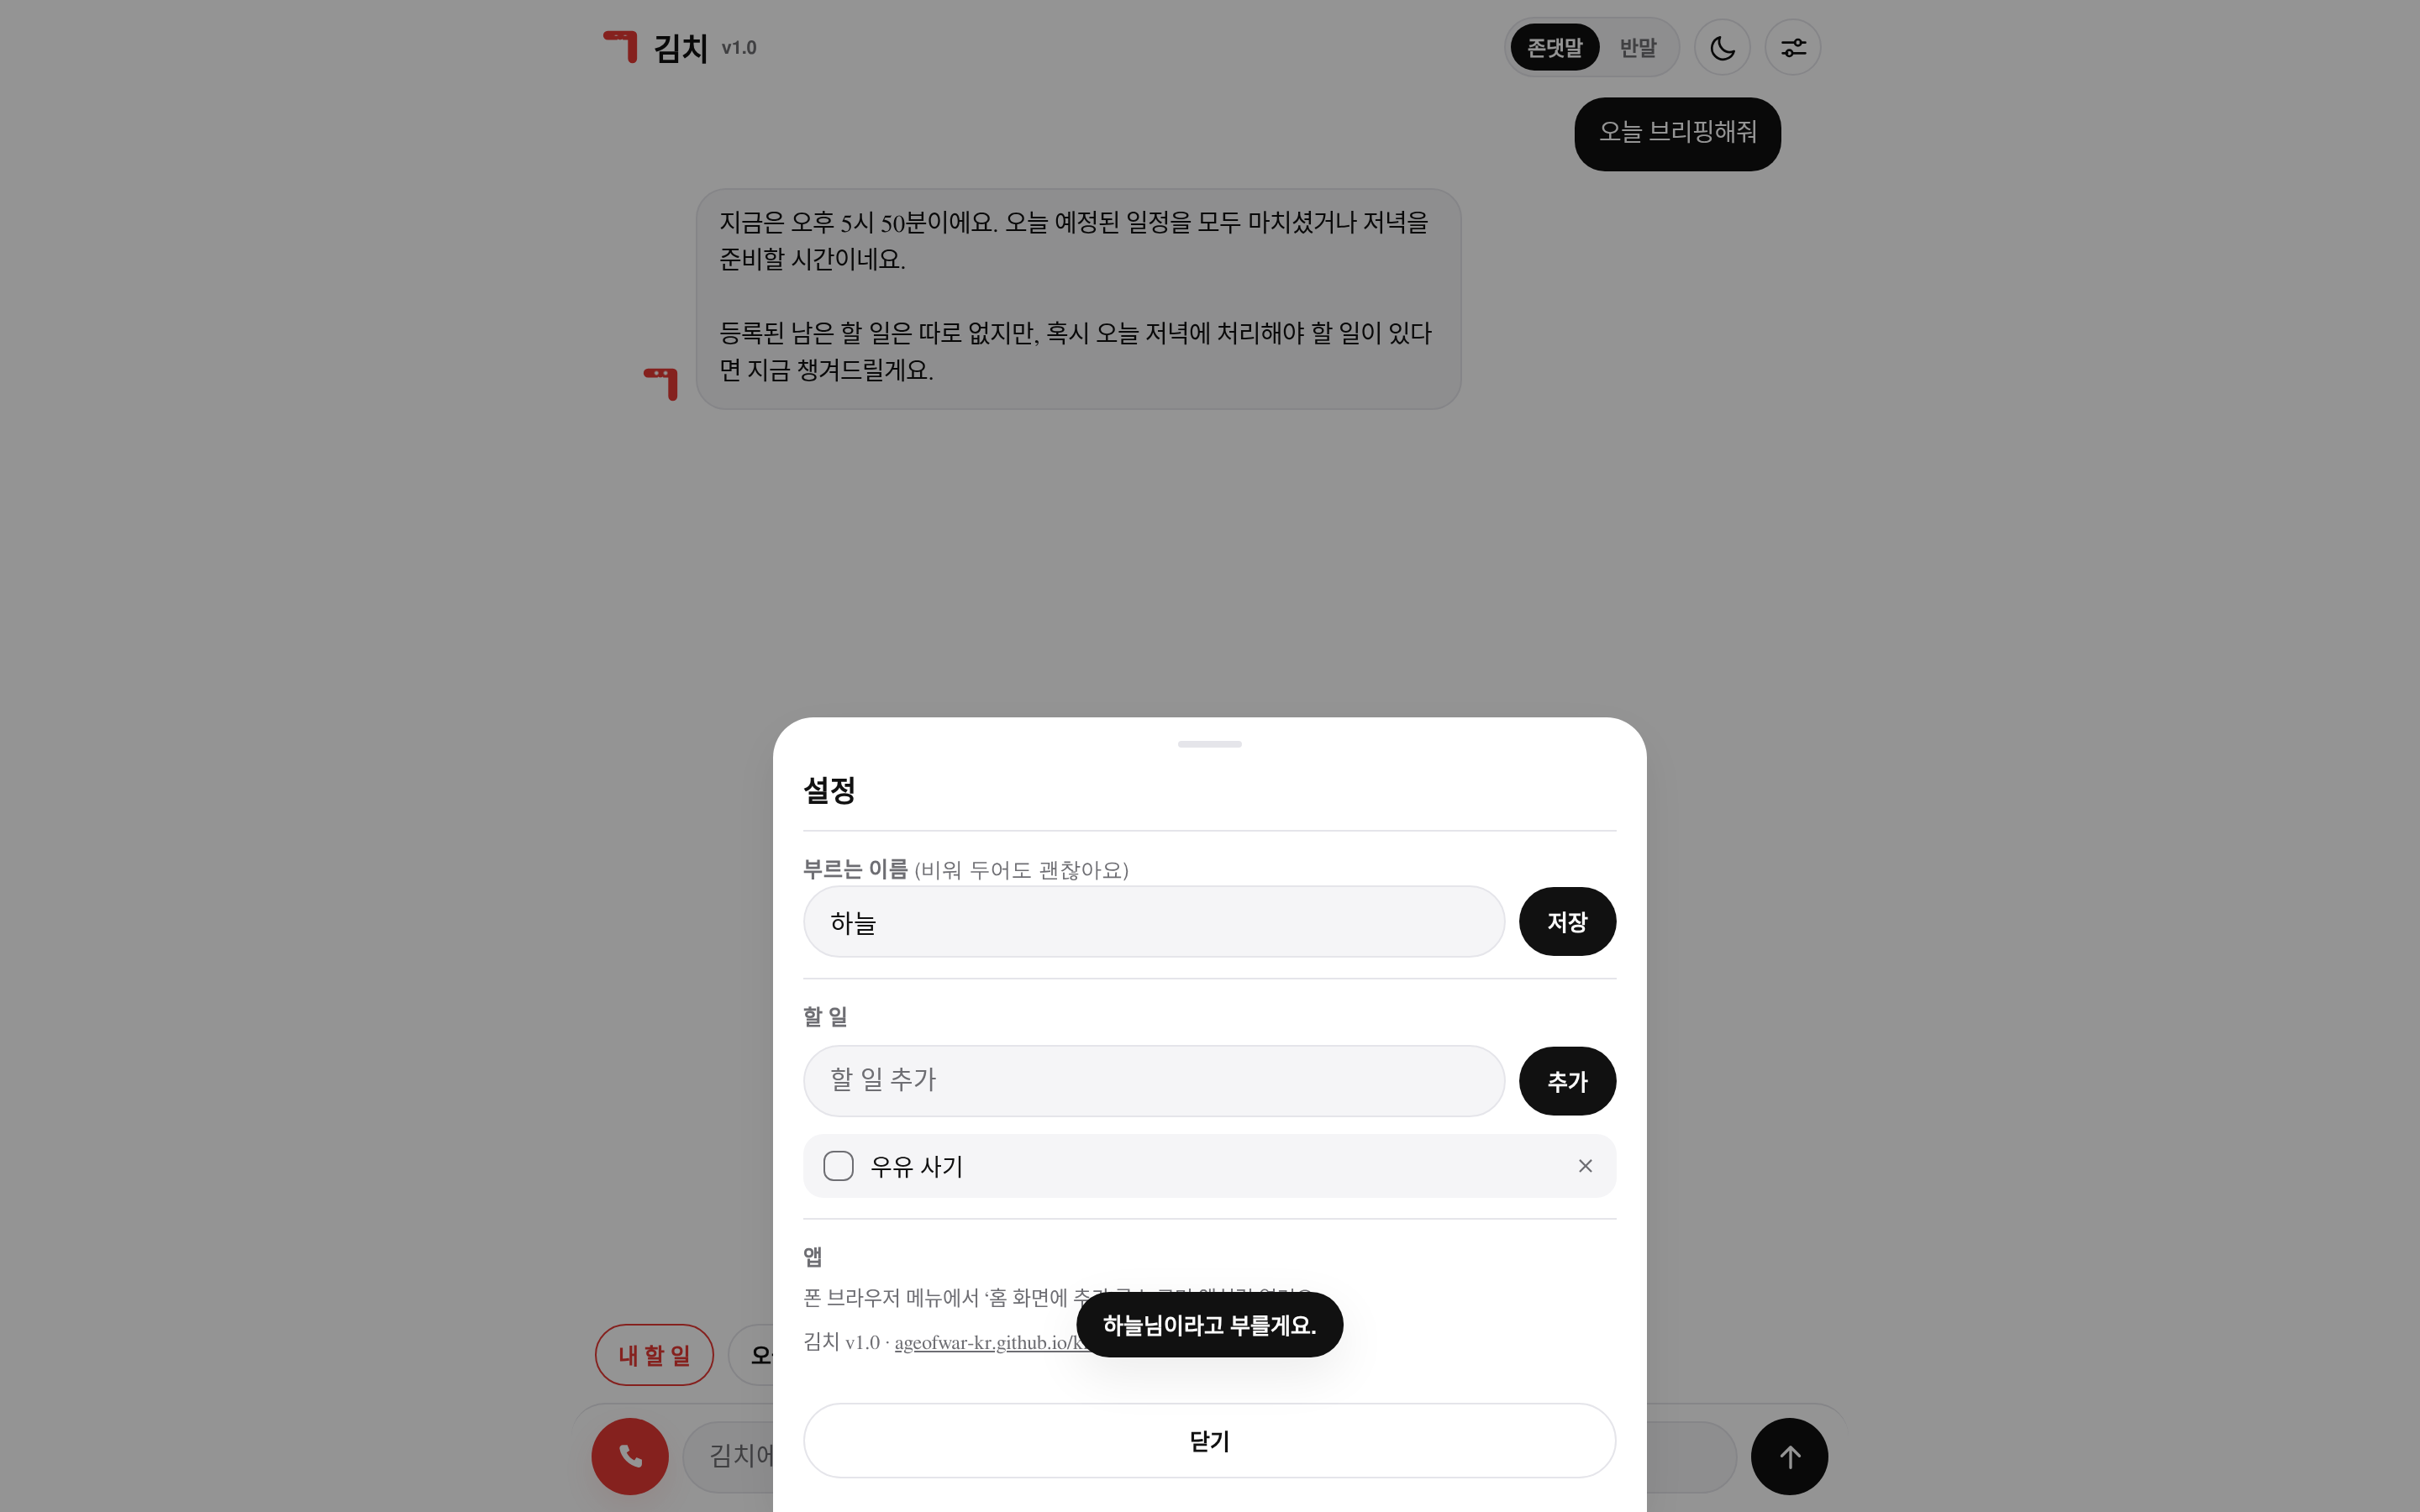 김치 v1.0
존댓말 반말
오늘 브리핑해줘
지금은 오후 5시 50분이에요. 오늘 예정된 일정을 모두 마치셨거나 저녁을
준비할 시간이네요.
등록된 남은 할 일은 따로 없지만, 혹시 오늘 저녁에 처리해야 할 일이 있다
면 지금 챙겨드릴게요.
설정
부르는 이름 (비워 두어도 괜찮아요)
하늘
저장
할 일
할 일 추가
추가
우유 사기
앱
폰 브라우저 메뉴에서 ‘홈 화면에
하늘님이라고 부를게요.
김치 v1.0 · ageofwar-kr.github.io/k
내 할 일
닫기